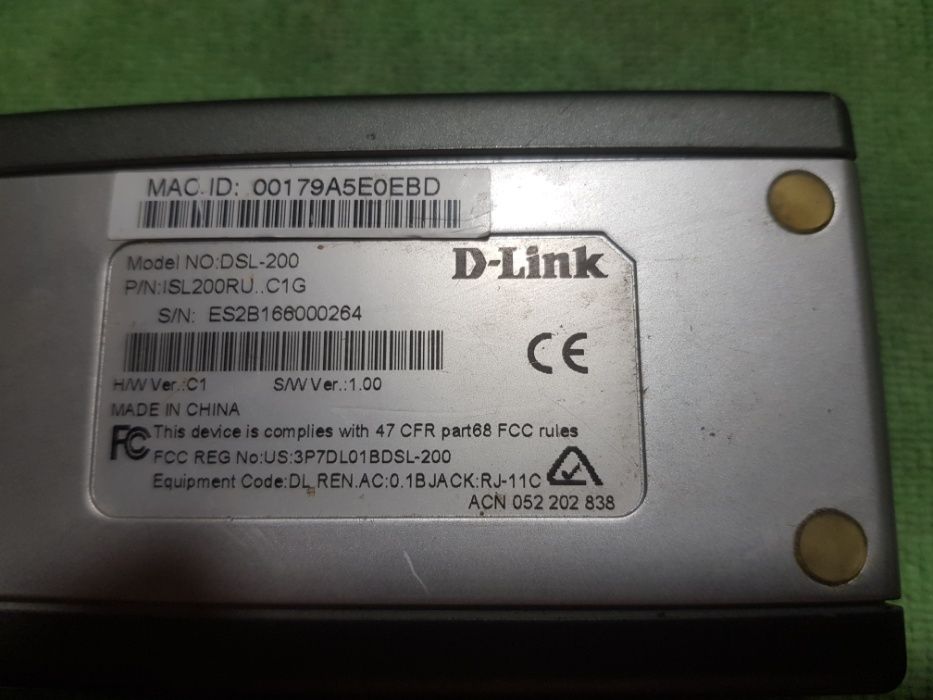 MAC ID: 00179A5E0EBD
D-Link
Model NO:DSL-200
P/N:ISL200RU..C1G
S/N: ES2B166000264
CE
H/W Ver.:C1 S/W Ver.:1.00
MADE IN CHINA
FC This device is complies with 47 CFR part68 FCC rules
FCC REG No:US:3P7DL01BDSL-200
Equipment Code:DL REN.AC:0.1B JACK:RJ-11C
ACN 052 202 838